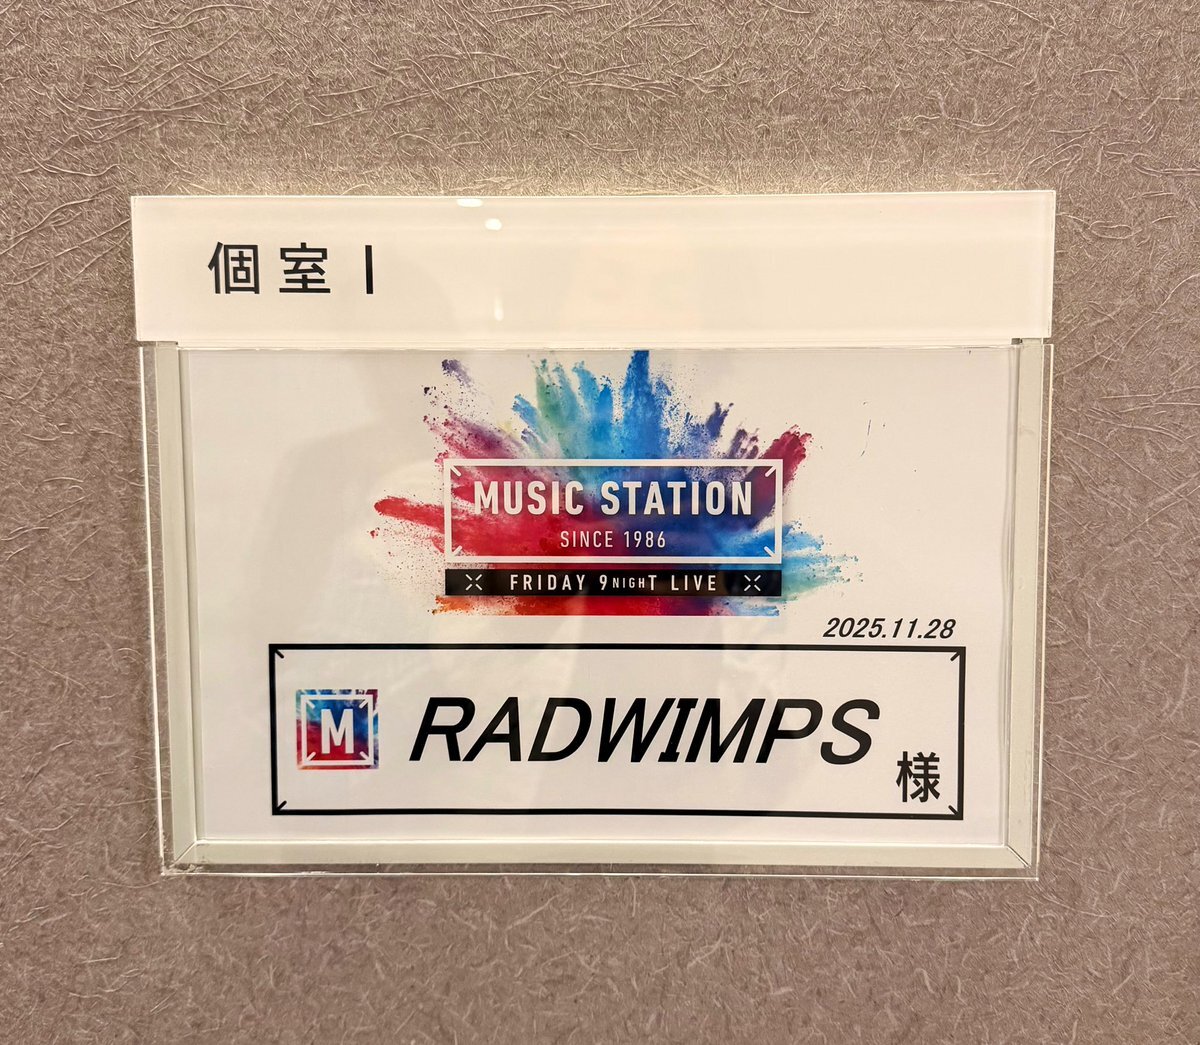 個室 I
MUSIC STATION
SINCE 1986
FRIDAY 9NIGHT LIVE
2025.11.28
M RADWIMPS 様